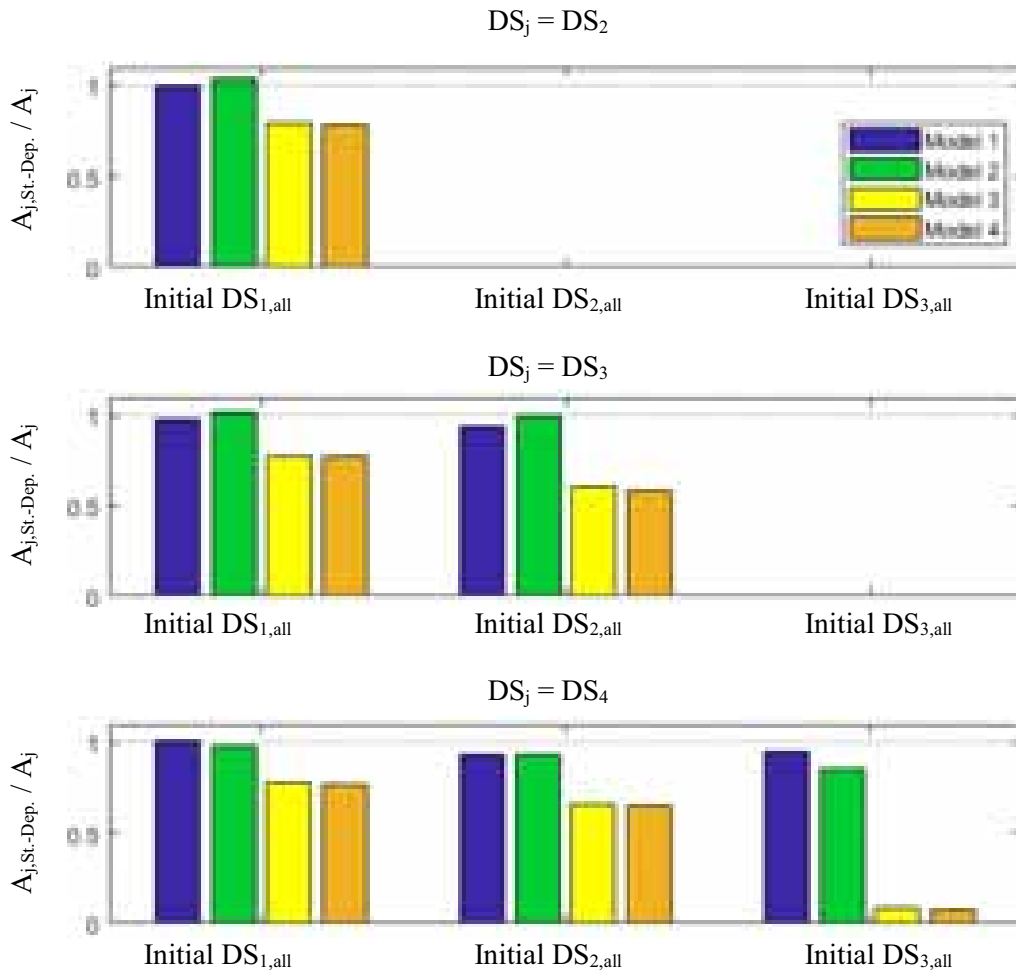 DSj = DS2
Aj,St.-Dep. / Aj
1
0.5
0
Model 1
Model 2
Model 3
Model 4
Initial DS1,all
Initial DS2,all
Initial DS3,all
DSj = DS3
Aj,St.-Dep. / Aj
1
0.5
0
Initial DS1,all
Initial DS2,all
Initial DS3,all
DSj = DS4
Aj,St.-Dep. / Aj
1
0.5
0
Initial DS1,all
Initial DS2,all
Initial DS3,all